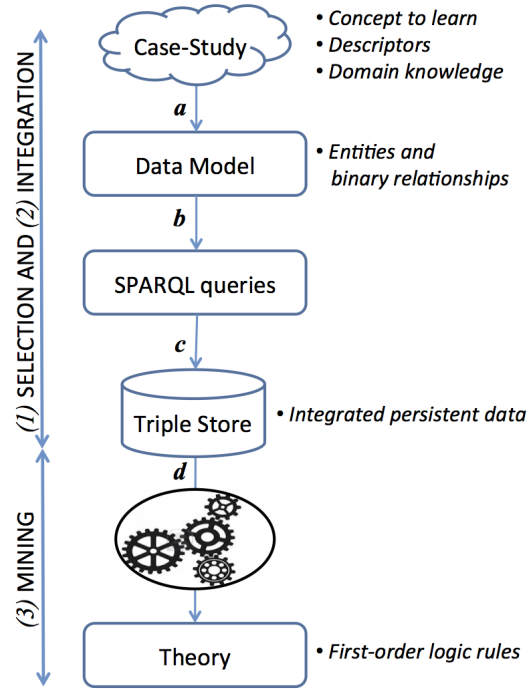 Case-Study
• Concept to learn
• Descriptors
• Domain knowledge
a
Data Model
• Entities and
binary relationships
b
SPARQL queries
c
Triple Store
• Integrated persistent data
d
Theory
• First-order logic rules
(1) SELECTION AND (2) INTEGRATION
(3) MINING